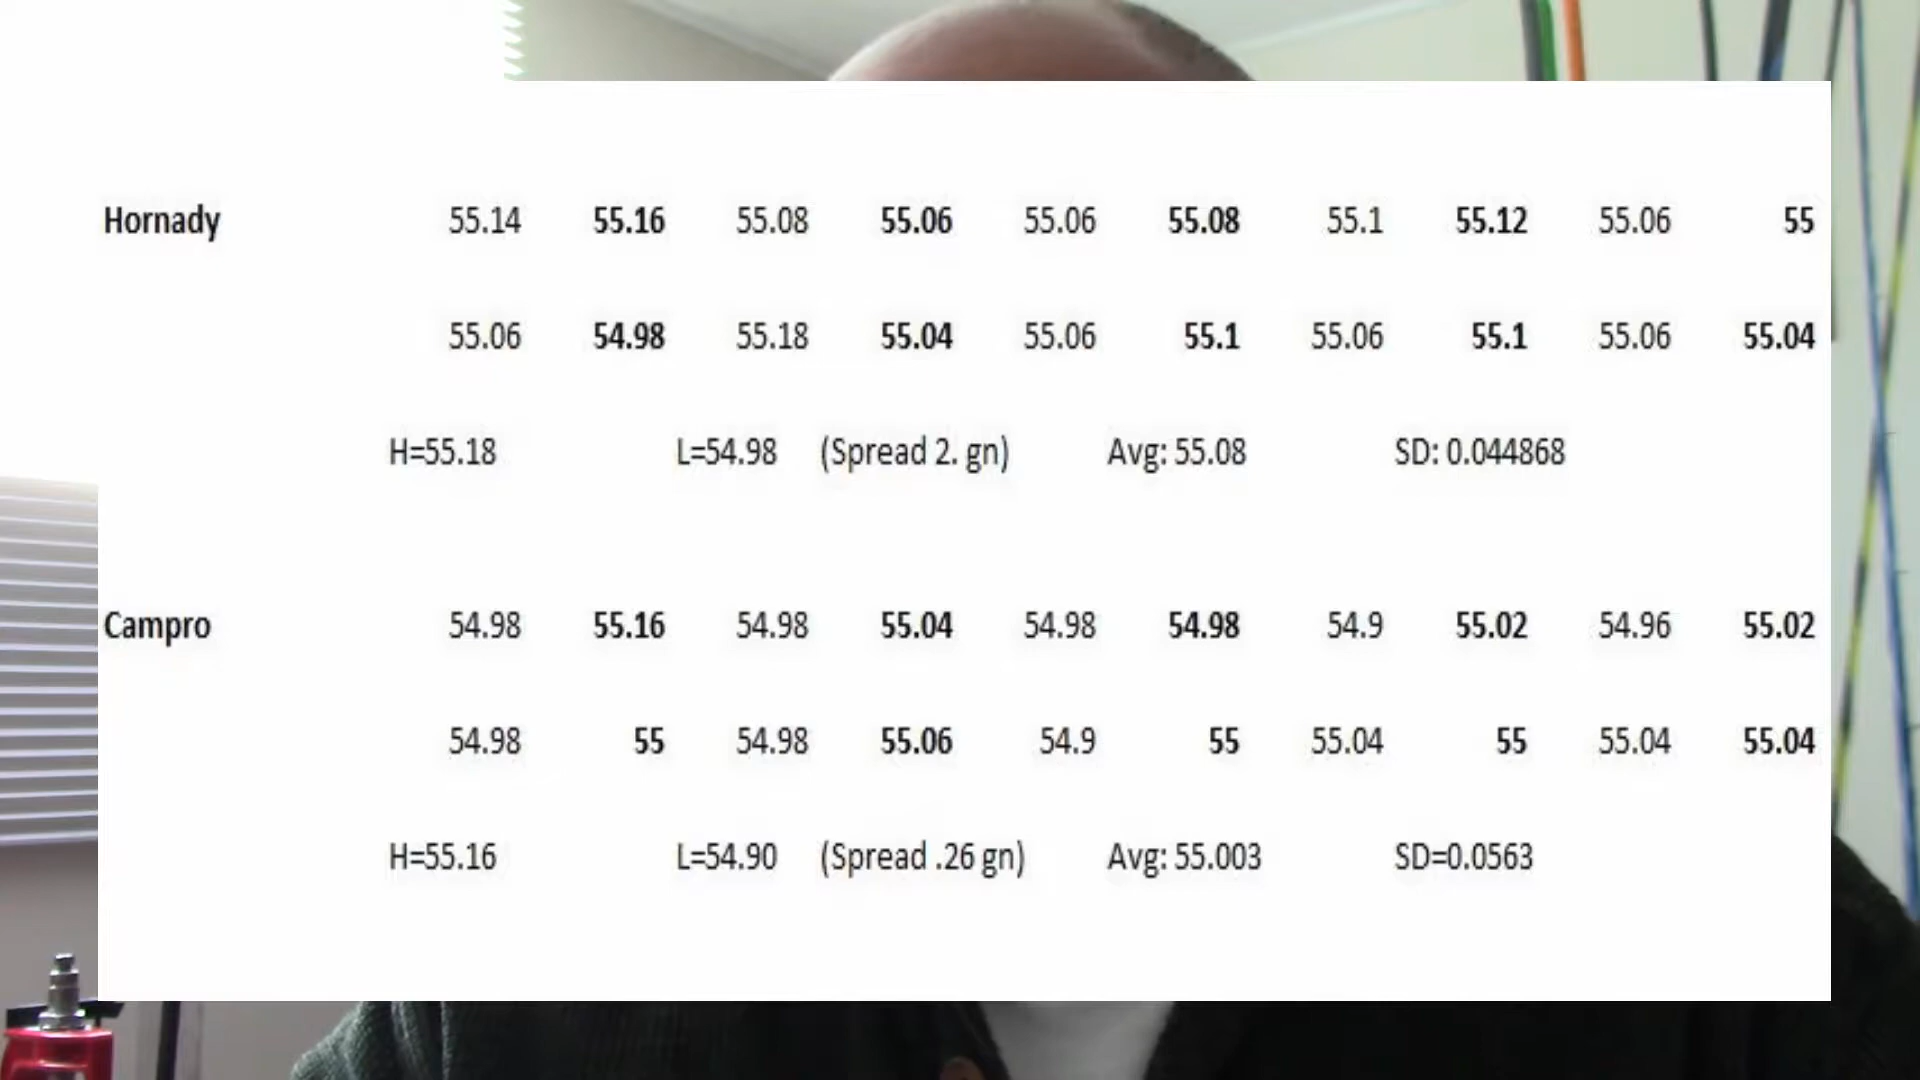 Hornady 55.14 55.16 55.08 55.06 55.06 55.08 55.1 55.12 55.06 55
55.06 54.98 55.18 55.04 55.06 55.1 55.06 55.1 55.06 55.04
H=55.18 L=54.98 (Spread 2. gn) Avg: 55.08 SD: 0.044868
Campro 54.98 55.16 54.98 55.04 54.98 54.98 54.9 55.02 54.96 55.02
54.98 55 54.98 55.06 54.9 55 55.04 55 55.04 55.04
H=55.16 L=54.90 (Spread .26 gn) Avg: 55.003 SD=0.0563